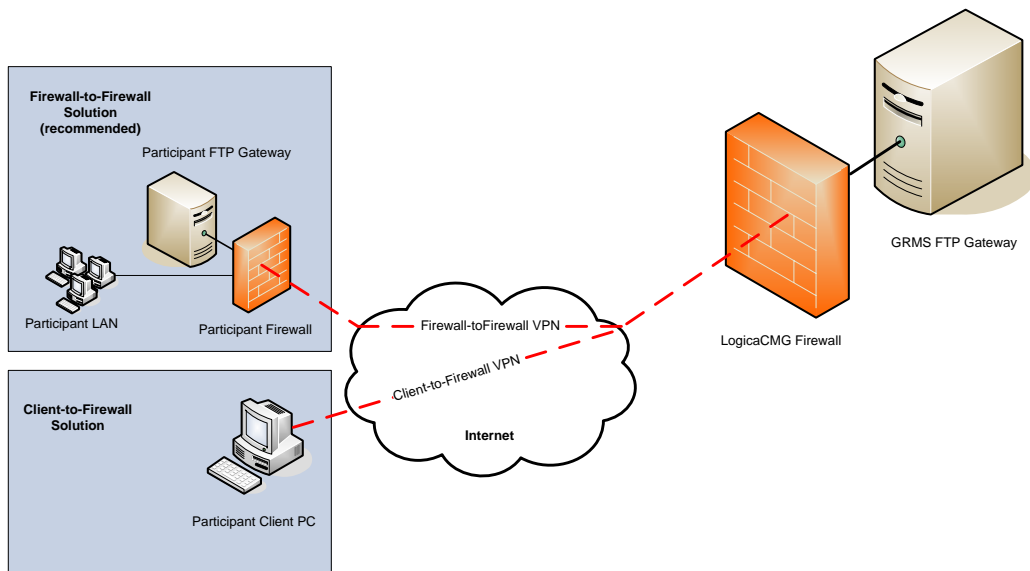 Firewall-to-Firewall
Solution
(recommended)
Participant FTP Gateway
Participant LAN
Participant Firewall
Client-to-Firewall
Solution
Participant Client PC
Firewall-toFirewall VPN
Client-to-Firewall VPN
Internet
LogicaCMG Firewall
GRMS FTP Gateway